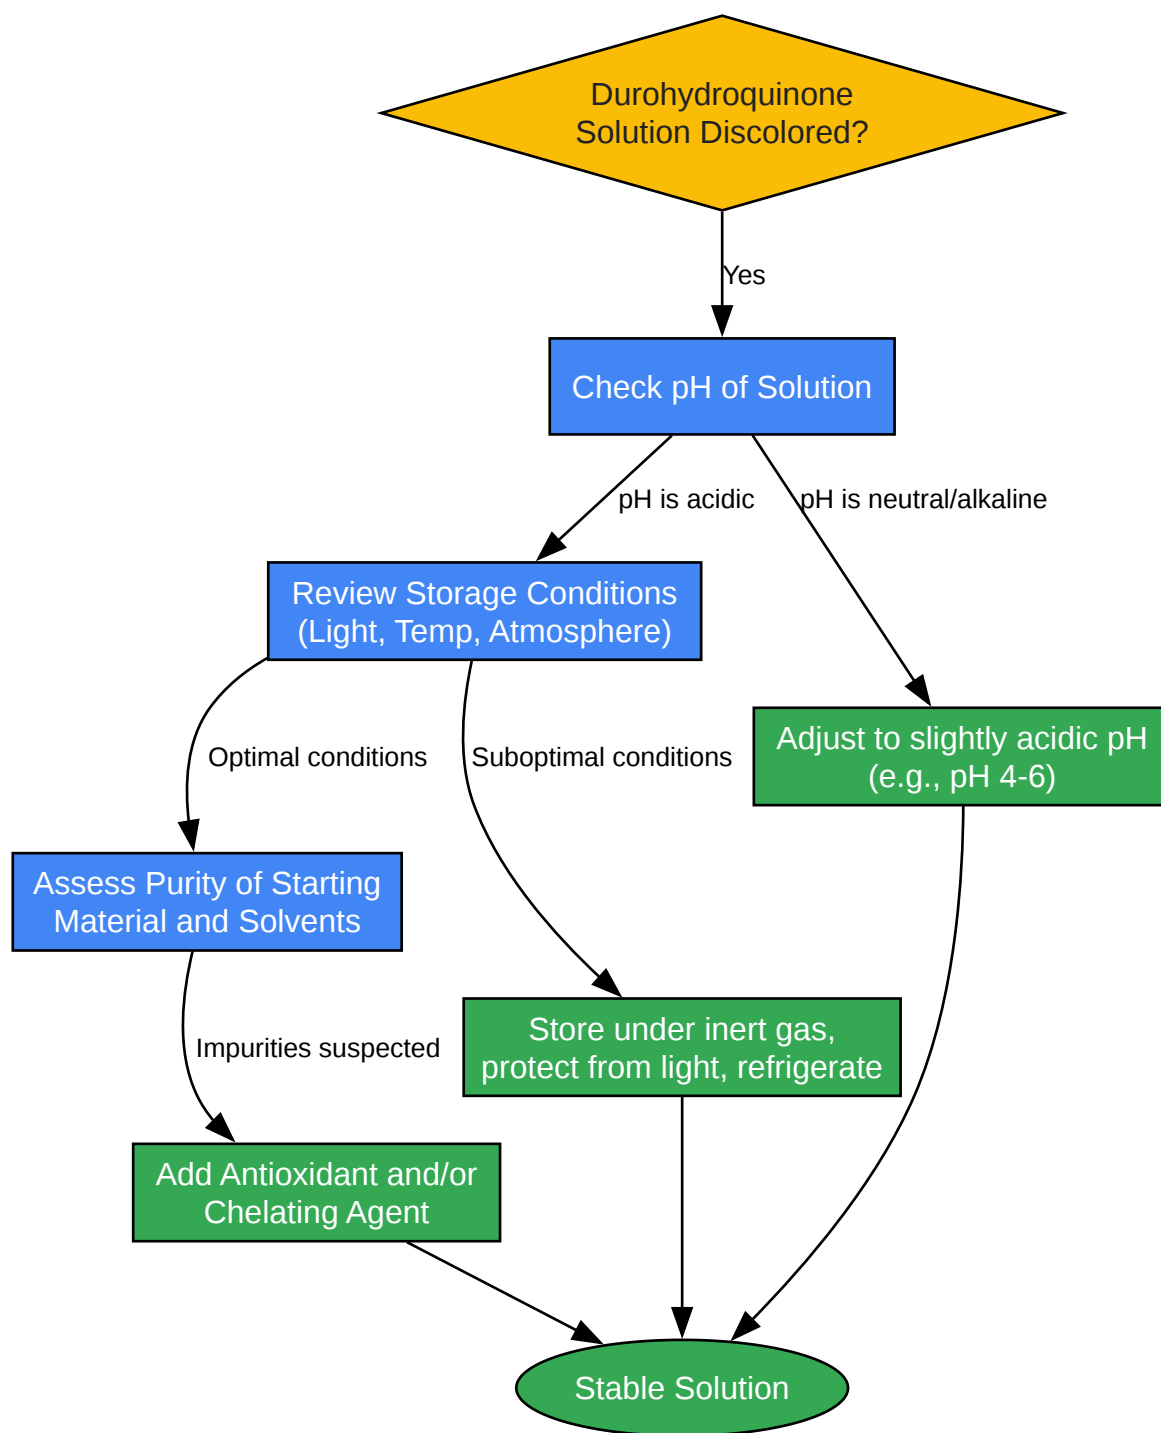 Durohydroquinone
Solution Discolored?
Yes
Check pH of Solution
pH is acidic
pH is neutral/alkaline
Review Storage Conditions
(Light, Temp, Atmosphere)
Adjust to slightly acidic pH
(e.g., pH 4-6)
Optimal conditions
Suboptimal conditions
Assess Purity of Starting
Material and Solvents
Store under inert gas,
protect from light, refrigerate
Impurities suspected
Add Antioxidant and/or
Chelating Agent
Stable Solution